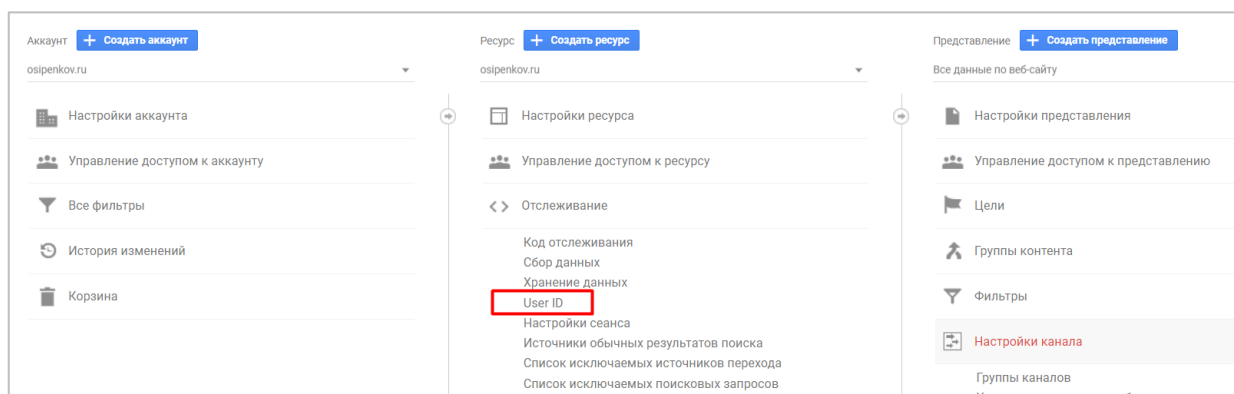 Аккаунт + Создать аккаунт
osipenkov.ru
Настройки аккаунта
Управление доступом к аккаунту
Все фильтры
История изменений
Корзина
Ресурс + Создать ресурс
osipenkov.ru
Настройки ресурса
Управление доступом к ресурсу
Отслеживание
Код отслеживания
Сбор данных
Хранение данных
User ID
Настройки сеанса
Источники обычных результатов поиска
Список исключаемых источников перехода
Список исключаемых поисковых запросов
Представление + Создать представление
Все данные по веб-сайту
Настройки представления
Управление доступом к представлению
Цели
Группы контента
Фильтры
Настройки канала
Группы каналов